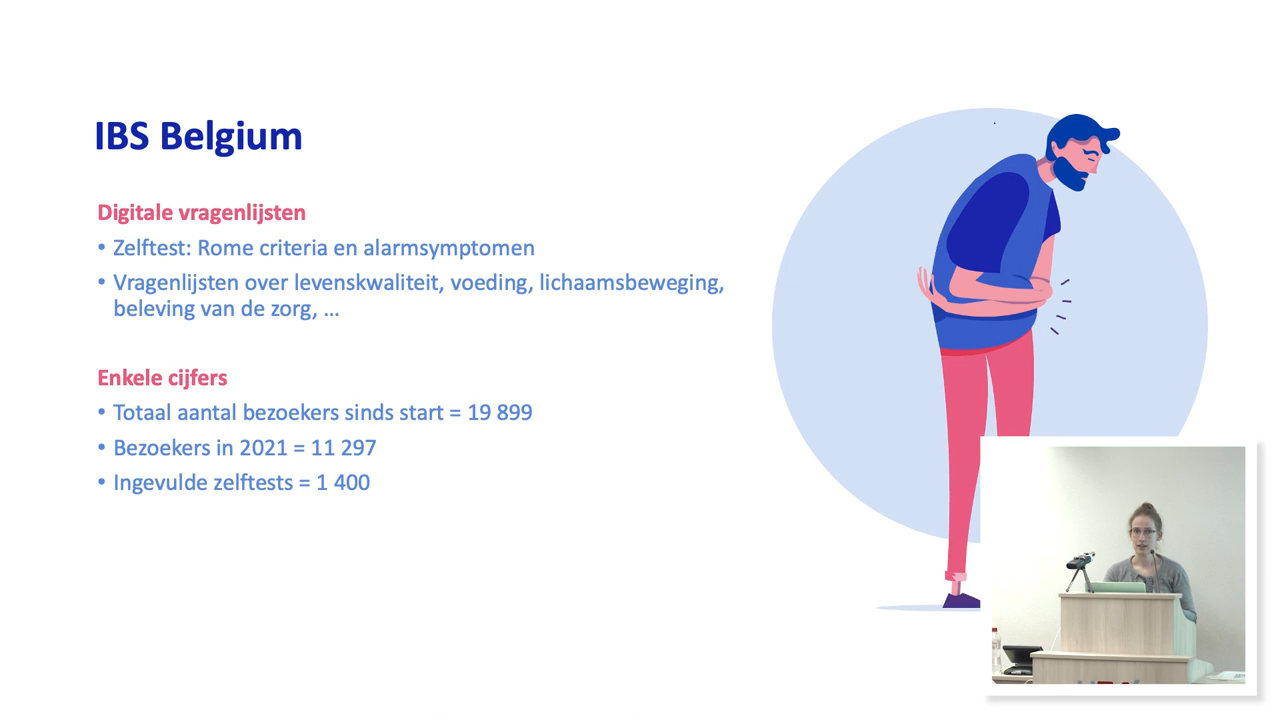 IBS Belgium
Digitale vragenlijsten
• Zelftest: Rome criteria en alarmsymptomen
• Vragenlijsten over levenskwaliteit, voeding, lichaamsbeweging,
beleving van de zorg, ...
Enkele cijfers
• Totaal aantal bezoekers sinds start = 19 899
• Bezoekers in 2021 = 11 297
• Ingevulde zelftests = 1 400